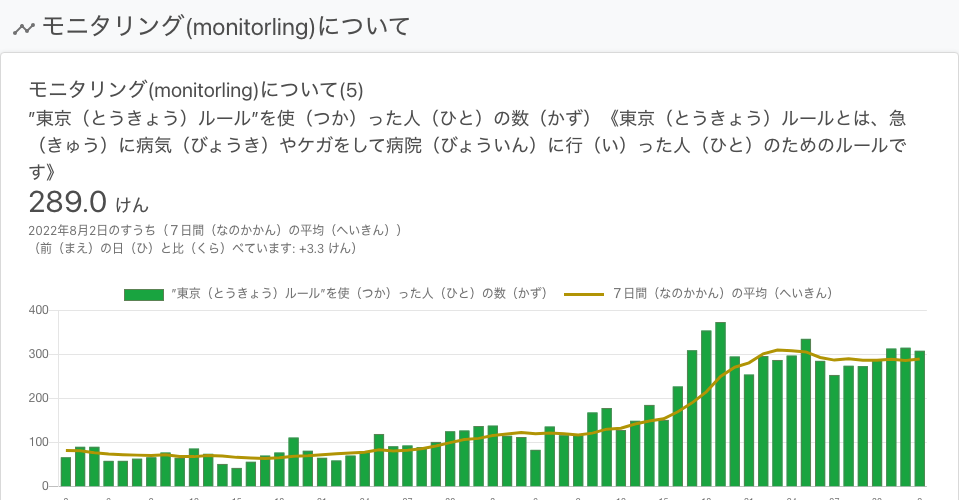 モニタリング(monitorling)について
モニタリング(monitorling)について(5)
”東京（とうきょう）ルール”を使（つか）った人（ひと）の数（かず）《東京（とうきょう）ルールとは、急
（きゅう）に病気（びょうき）やケガをして病院（びょういん）に行（い）った人（ひと）のためのルールで
す》
289.0 けん
2022年8月2日のすうち（７日間（なのかかん）の平均（へいきん））
（前（まえ）の日（ひ）と比（くら）べています: +3.3 けん）
”東京（とうきょう）ルール”を使（つか）った人（ひと）の数（かず） ７日間（なのかかん）の平均（へいきん）
400
300
200
100
0